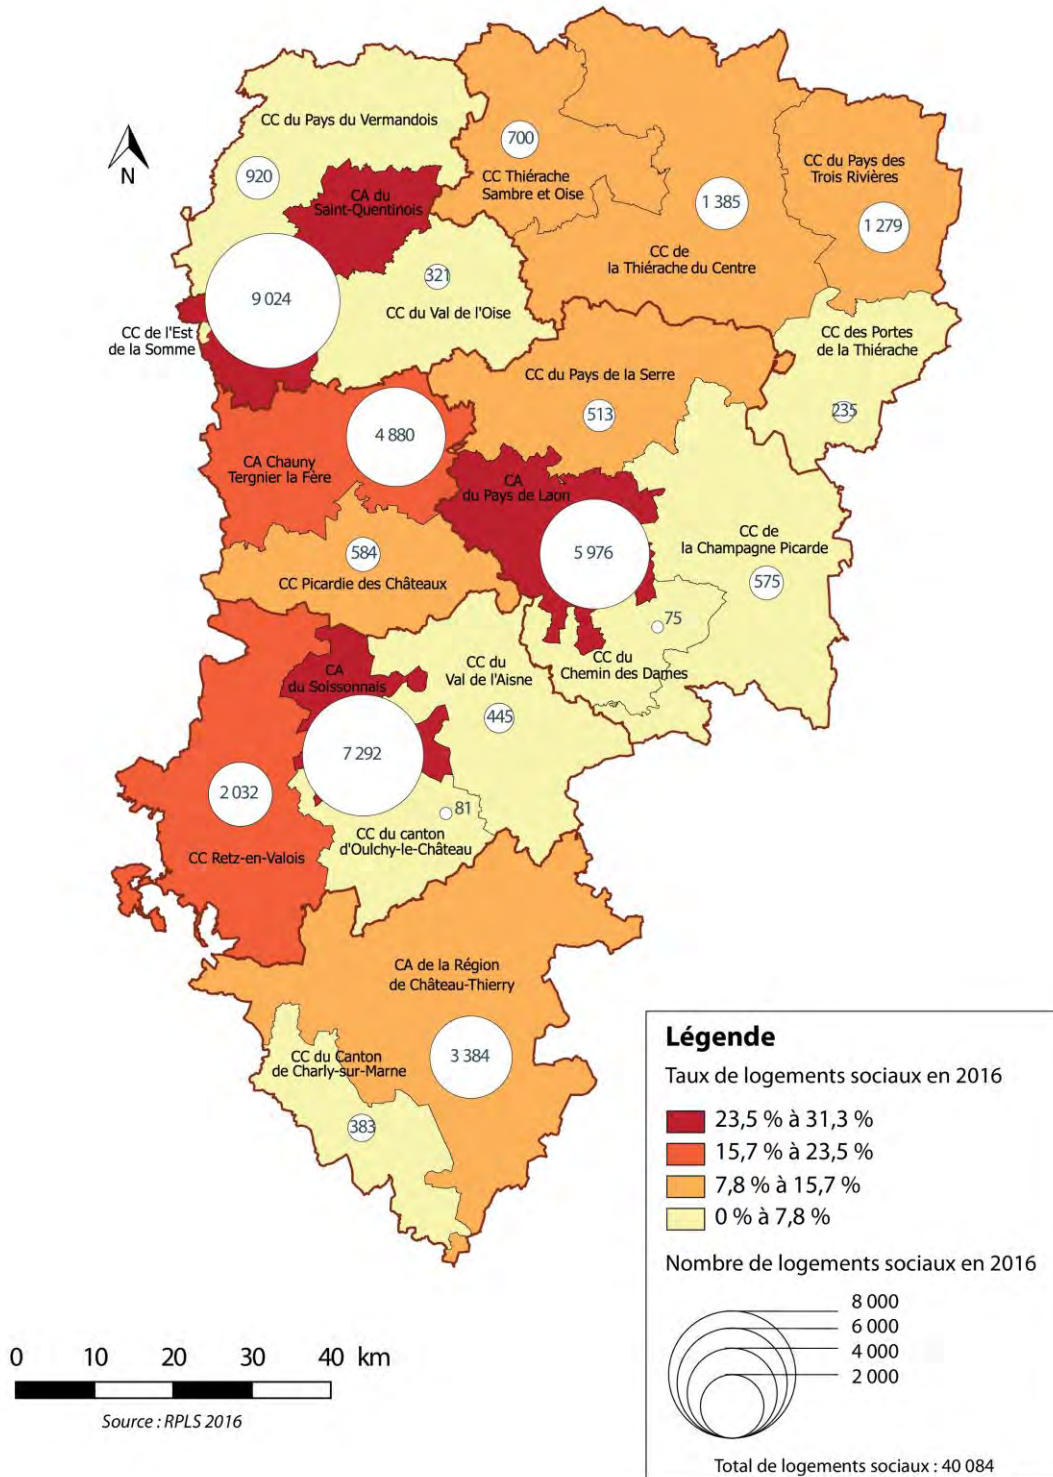 CC du Pays du Vermandois
920
N
CA du
Saint-Quentinois
700
CC Thiérache
Sambre et Oise
1 385
CC de
la Thiérache du Centre
CC du Pays des
Trois Rivières
1 279
9 024
321
CC du Val de l'Oise
CC de l'Est
de la Somme
CC des Portes
de la Thiérache
235
CC du Pays de la Serre
513
4 880
CA Chauny
Tergnier la Fère
CA
du Pays de Laon
5 976
CC de
la Champagne Picarde
575
584
CC Picardie des Châteaux
75
CC du
Chemin des Dames
CA
du Soissonnais
CC du
Val de l'Aisne
445
7 292
2 032
CC Retz-en-Valois
81
CC du canton
d'Oulchy-le-Château
CA de la Région
de Château-Thierry
3 384
CC du Canton
de Charly-sur-Marne
383
Légende
Taux de logements sociaux en 2016
23,5 % à 31,3 %
15,7 % à 23,5 %
7,8 % à 15,7 %
0 % à 7,8 %
Nombre de logements sociaux en 2016
8 000
6 000
4 000
2 000
Total de logements sociaux : 40 084
0 10 20 30 40 km
Source : RPLS 2016